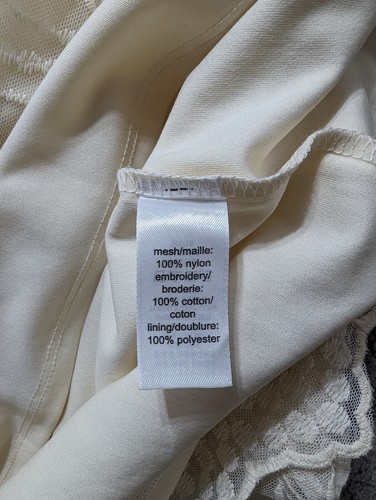 mesh/maille:
100% nylon
embroidery/
broderie:
100% cotton/
coton
lining/doublure:
100% polyester